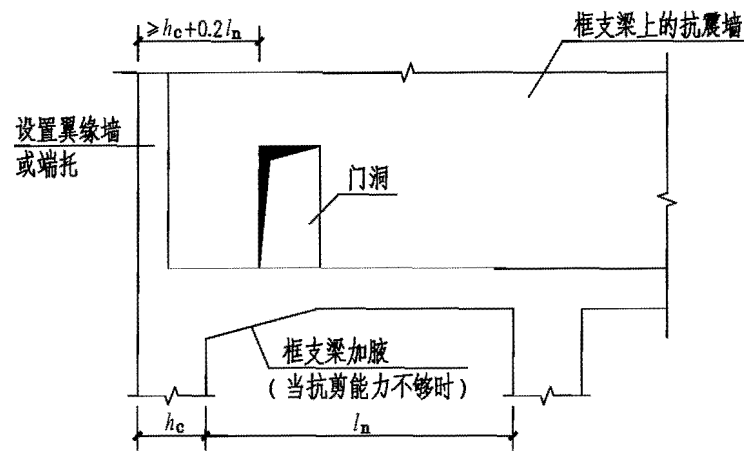 ≥hc+0.2ln
框支梁上的抗震墙
设置翼缘墙
或端托
门洞
框支梁加腋
(当抗剪能力不够时)
hc
ln